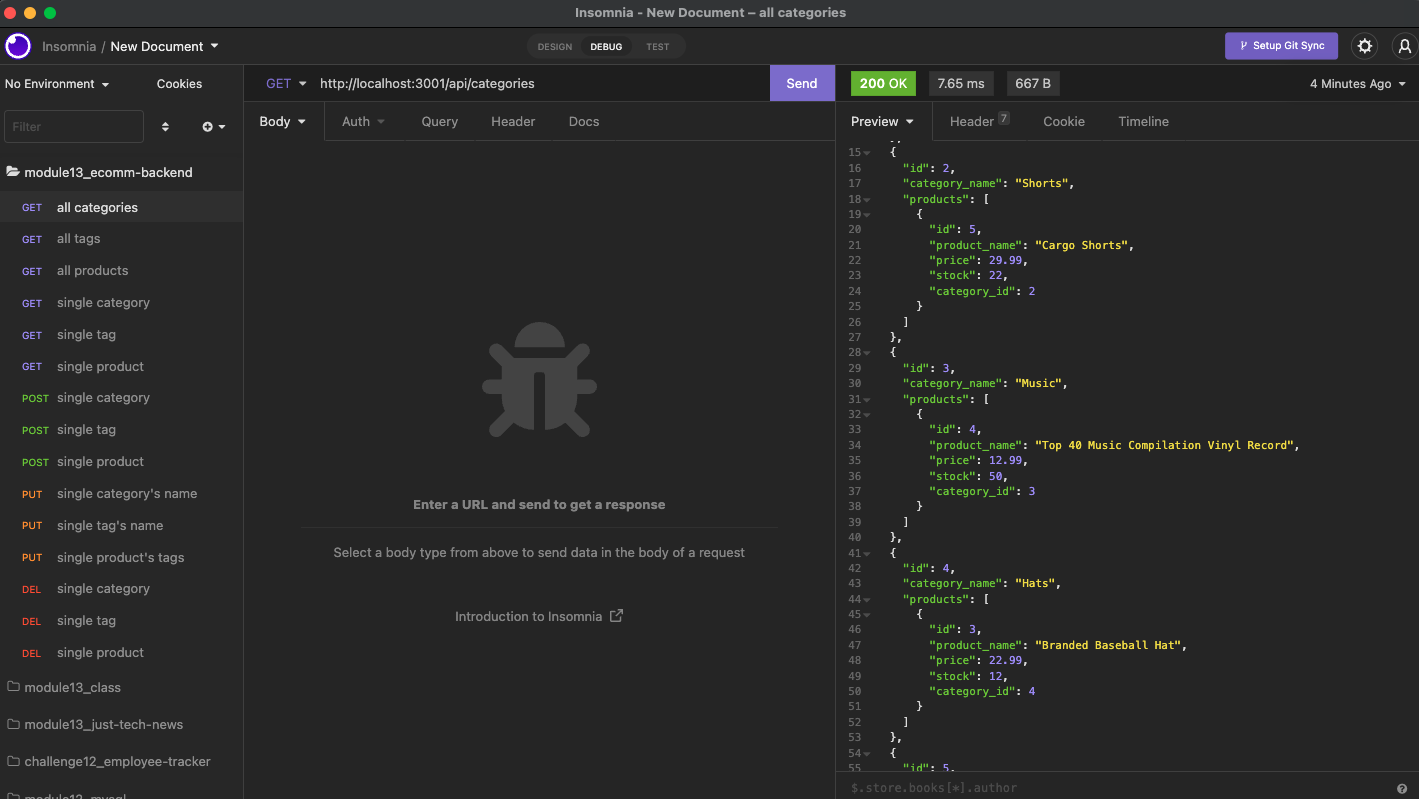 Insomnia - New Document – all categories
Insomnia / New Document
DESIGN DEBUG TEST
Setup Git Sync
No Environment
Cookies
Filter
module13_ecomm-backend
GET all categories
GET all tags
GET all products
GET single category
GET single tag
GET single product
POST single category
POST single tag
POST single product
PUT single category's name
PUT single tag's name
PUT single product's tags
DEL single category
DEL single tag
DEL single product
module13_class
module13_just-tech-news
challenge12_employee-tracker
module12_mysql
GET http://localhost:3001/api/categories Send
Body Auth Query Header Docs
Enter a URL and send to get a response
Select a body type from above to send data in the body of a request
Introduction to Insomnia
200 OK 7.65 ms 667 B 4 Minutes Ago
Preview Header 7 Cookie Timeline
15 {
16 "id": 2,
17 "category_name": "Shorts",
18 "products": [
19 {
20 "id": 5,
21 "product_name": "Cargo Shorts",
22 "price": 29.99,
23 "stock": 22,
24 "category_id": 2
25 }
26 ]
27 },
28 {
29 "id": 3,
30 "category_name": "Music",
31 "products": [
32 {
33 "id": 4,
34 "product_name": "Top 40 Music Compilation Vinyl Record",
35 "price": 12.99,
36 "stock": 50,
37 "category_id": 3
38 }
39 ]
40 },
41 {
42 "id": 4,
43 "category_name": "Hats",
44 "products": [
45 {
46 "id": 3,
47 "product_name": "Branded Baseball Hat",
48 "price": 22.99,
49 "stock": 12,
50 "category_id": 4
51 }
52 ]
53 },
54 {
55 "id": 5,
$.store.books[*].author